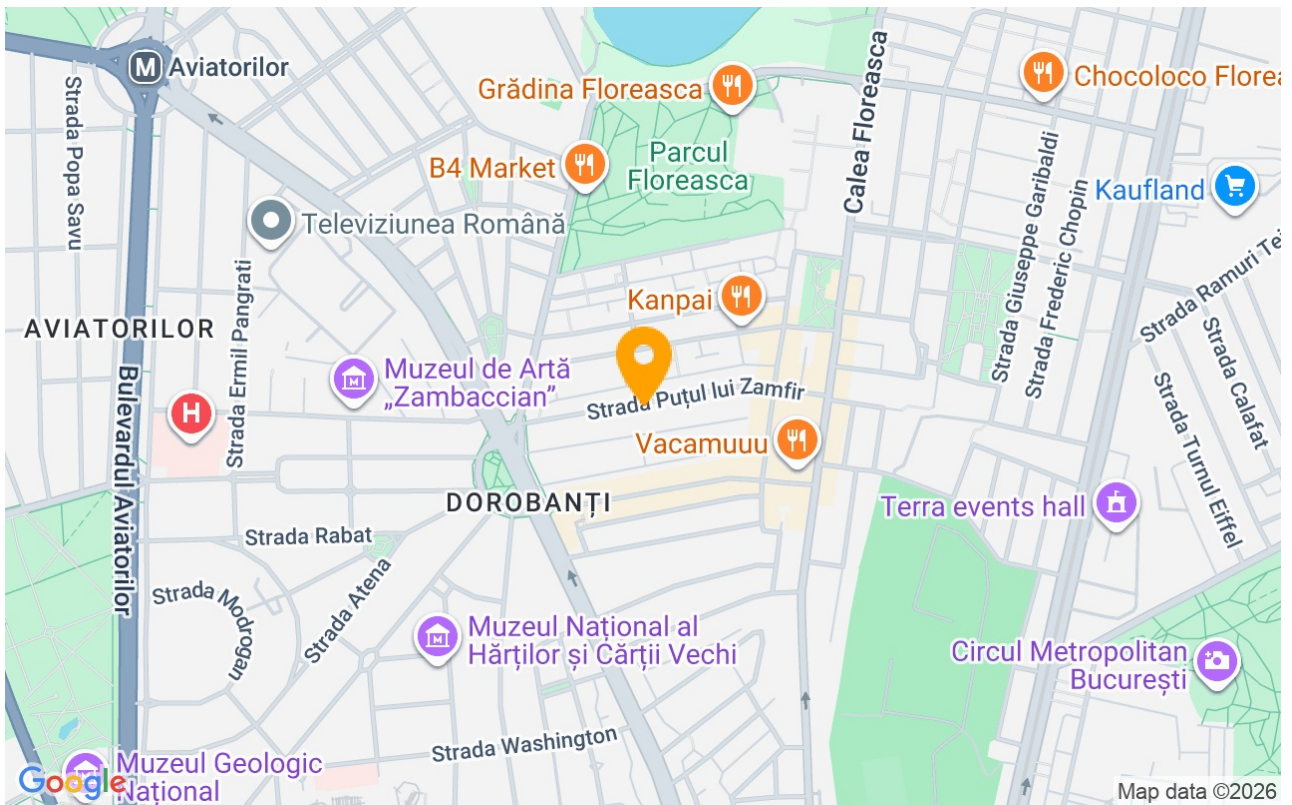 Aviatorilor
Strada Popa Savu
Grădina Floreasca
Calea Floreasca
Chocoloco Florea
B4 Market
Parcul
Floreasca
Kaufland
Televiziunea Română
Strada Giuseppe Garibaldi
Strada Frederic Chopin
Strada Ramuri Tei
Strada Ermil Pangrati
Kanpai
AVIATORILOR
Bulevardul Aviatorilor
Muzeul de Artă
„Zambaccian”
Strada Puțul lui Zamfir
Strada Calafat
Strada Turnul Eiffel
H
Vacamuuu
DOROBANȚI
Terra events hall
Strada Rabat
Strada Atena
Strada Modrogan
Muzeul Național al
Hărților și Cărții Vechi
Circul Metropolitan
București
Strada Washington
Muzeul Geologic
Național
Google
Map data ©2026